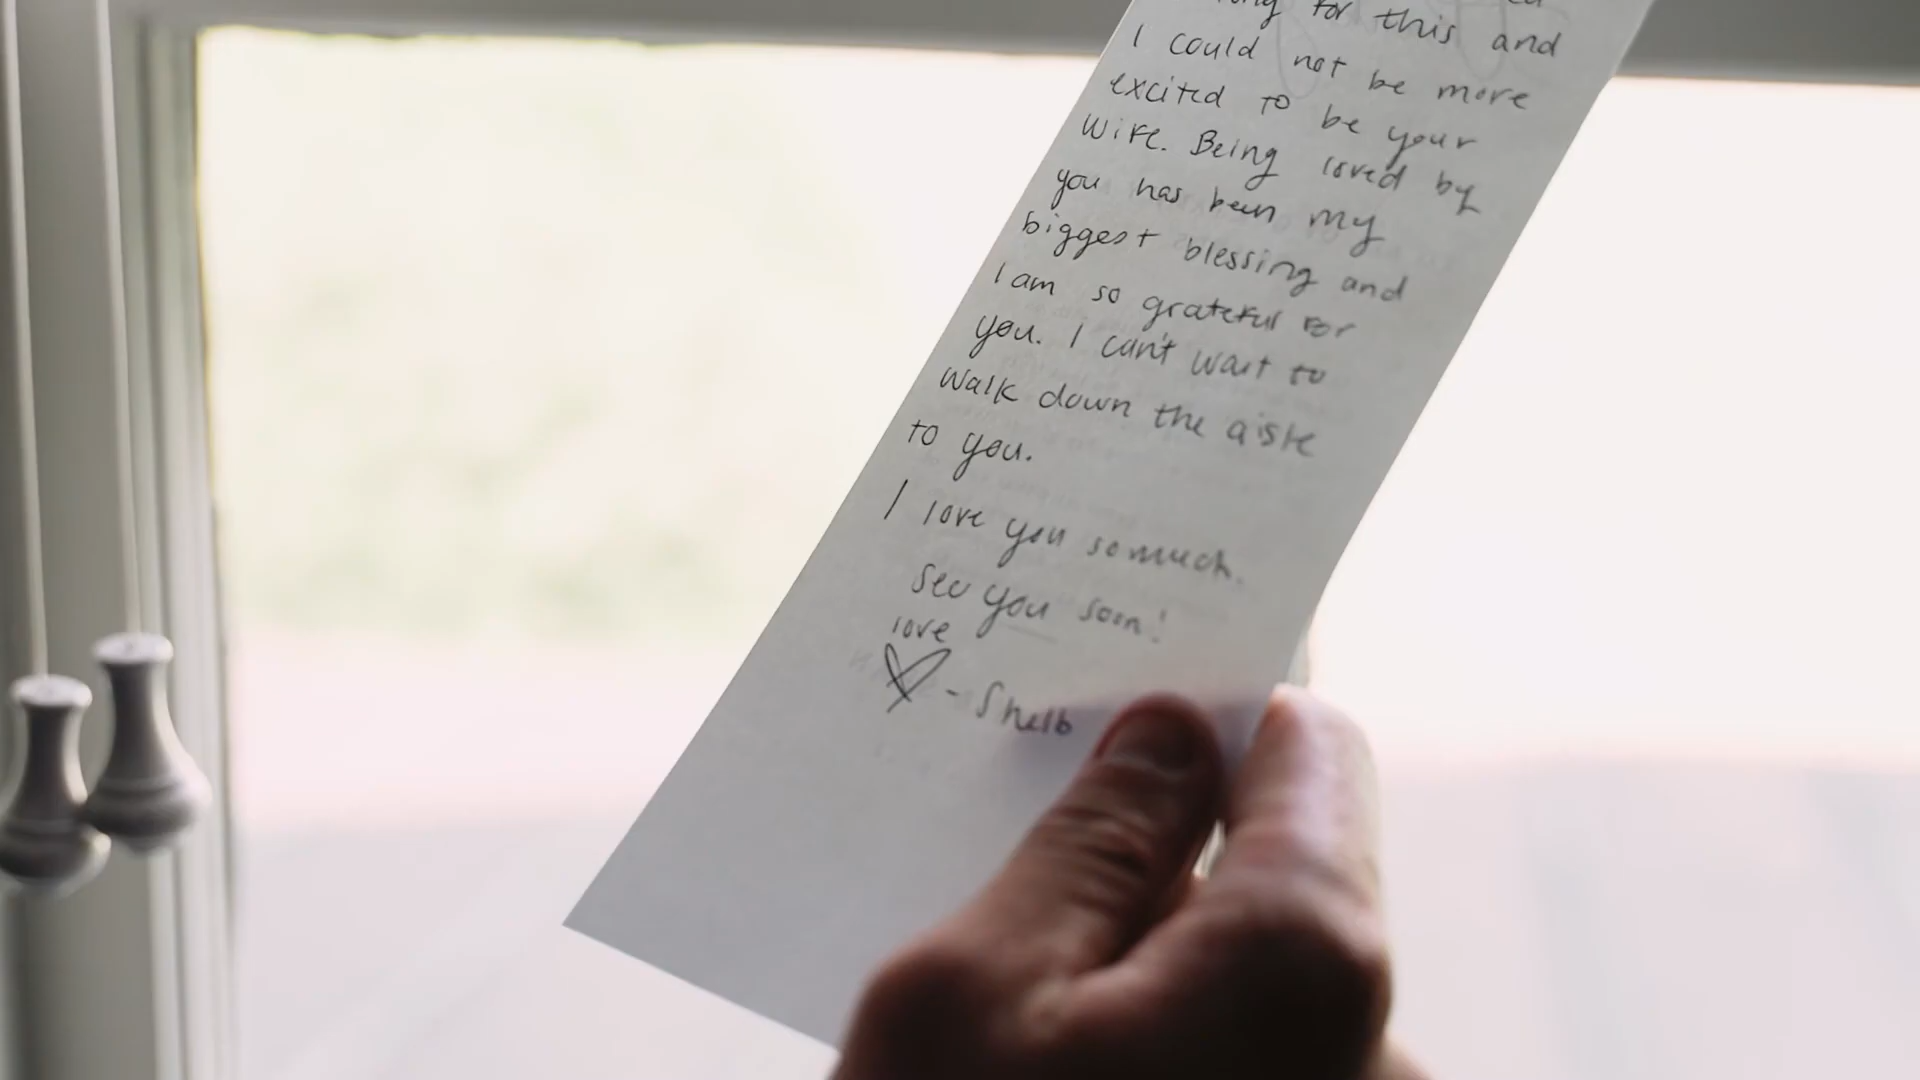 for this and
I could not be more
excited to be your
wife. Being loved by
you has been my
biggest blessing and
I am so grateful for
you. I can't wait to
walk down the aisle
to you.
I love you so much.
See you soon!
love
- Shelb